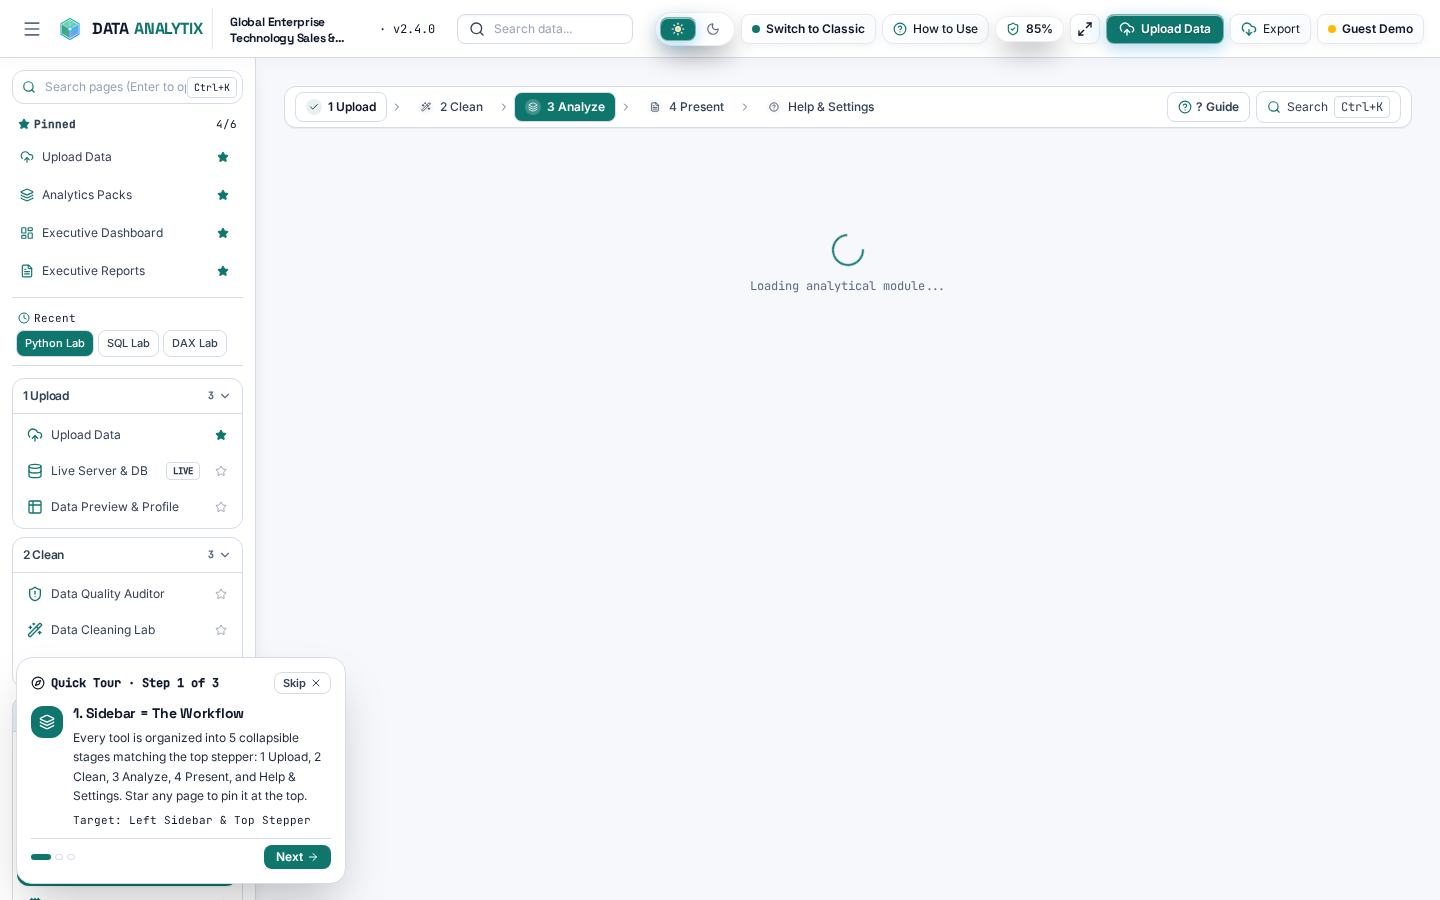 DATA ANALYTIX
Global Enterprise
Technology Sales &...
· v2.4.0
Search data...
Switch to Classic
How to Use
85%
Upload Data
Export
Guest Demo
Search pages (Enter to op
Ctrl+K
Pinned
4/6
Upload Data
Analytics Packs
Executive Dashboard
Executive Reports
Recent
Python Lab
SQL Lab
DAX Lab
1 Upload
3
Upload Data
Live Server & DB
LIVE
Data Preview & Profile
2 Clean
3
Data Quality Auditor
Data Cleaning Lab
1 Upload
2 Clean
3 Analyze
4 Present
Help & Settings
? Guide
Search
Ctrl+K
Loading analytical module...
Quick Tour · Step 1 of 3
Skip
1. Sidebar = The Workflow
Every tool is organized into 5 collapsible
stages matching the top stepper: 1 Upload, 2
Clean, 3 Analyze, 4 Present, and Help &
Settings. Star any page to pin it at the top.
Target: Left Sidebar & Top Stepper
Next